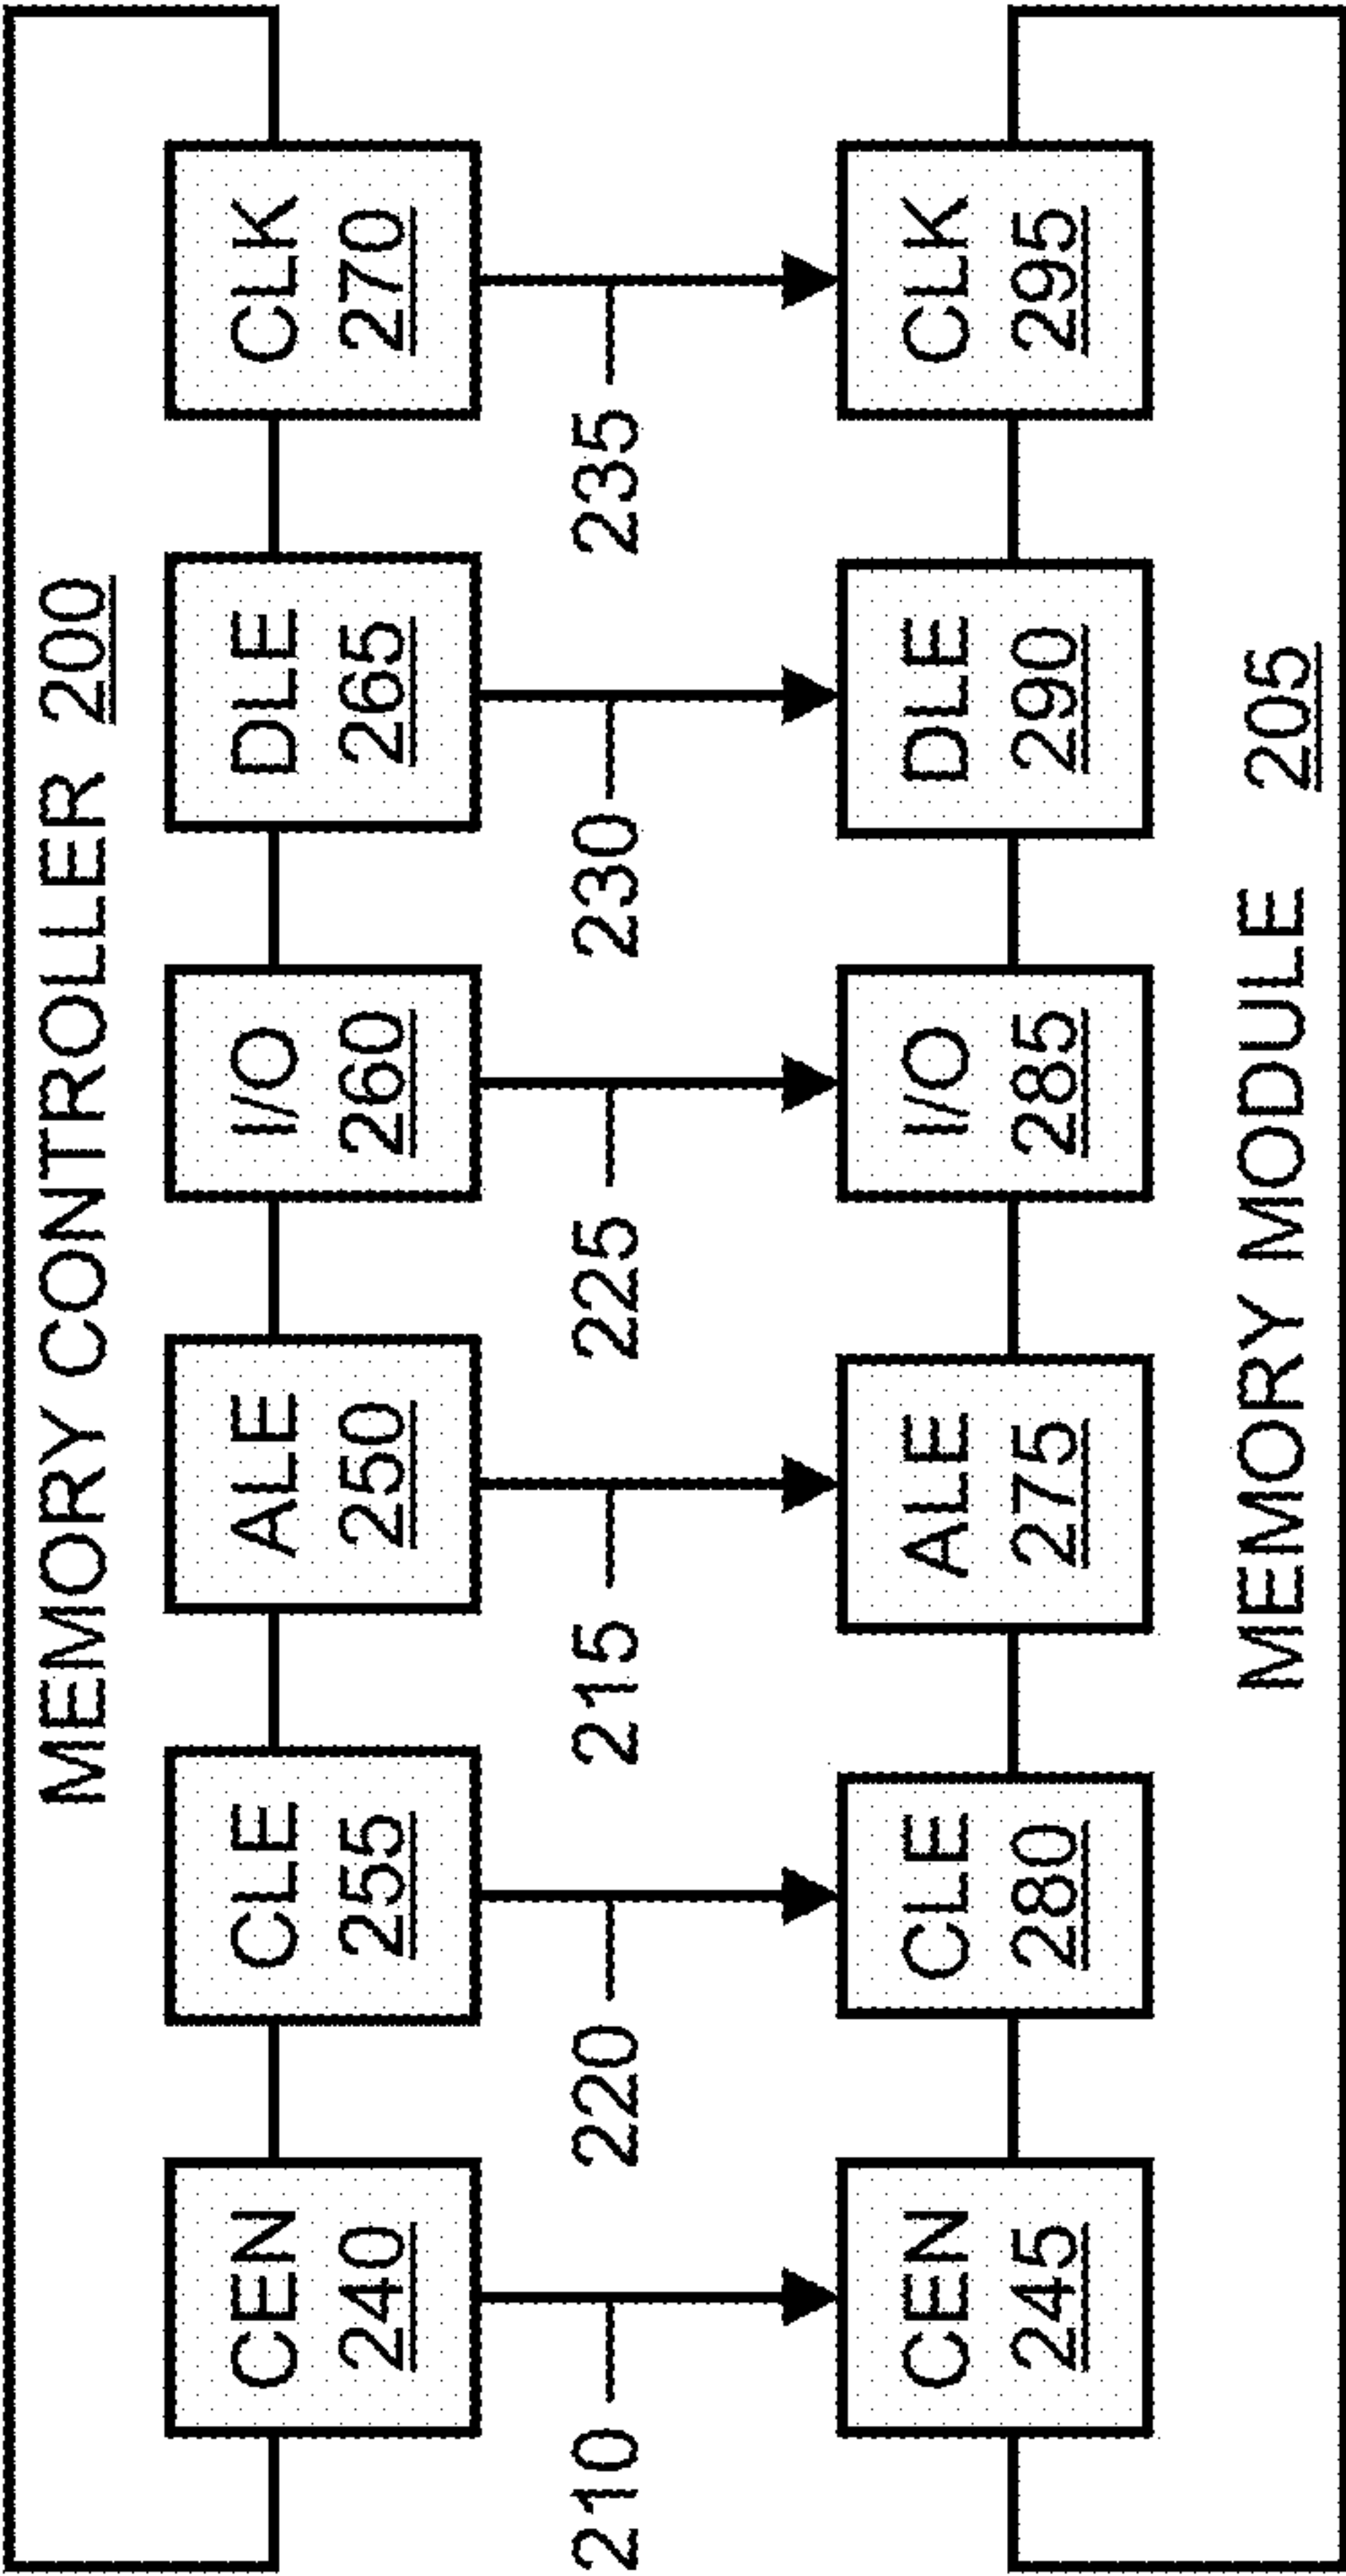 MEMORY CONTROLLER 200
CEN
240
CLE
255
ALE
250
I/O
260
DLE
265
CLK
270
210
220
215
225
230
235
CEN
245
CLE
280
ALE
275
I/O
285
DLE
290
CLK
295
MEMORY MODULE 205